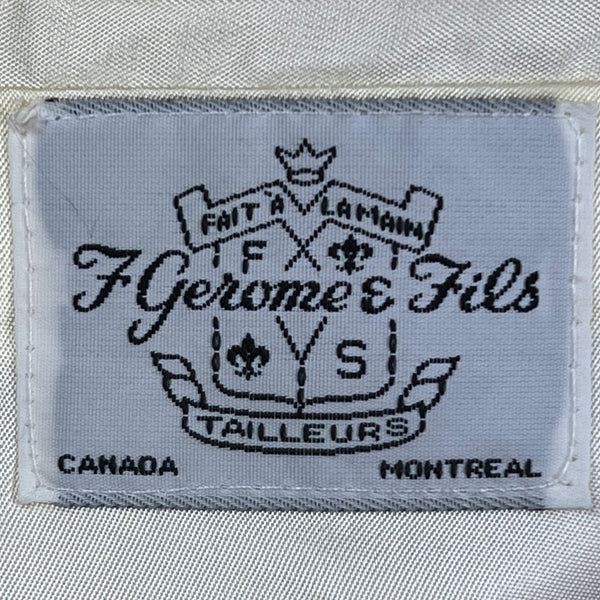 FAIT À LA MAIN
F
F Gerome & Fils
S
TAILLEURS
CANADA MONTREAL